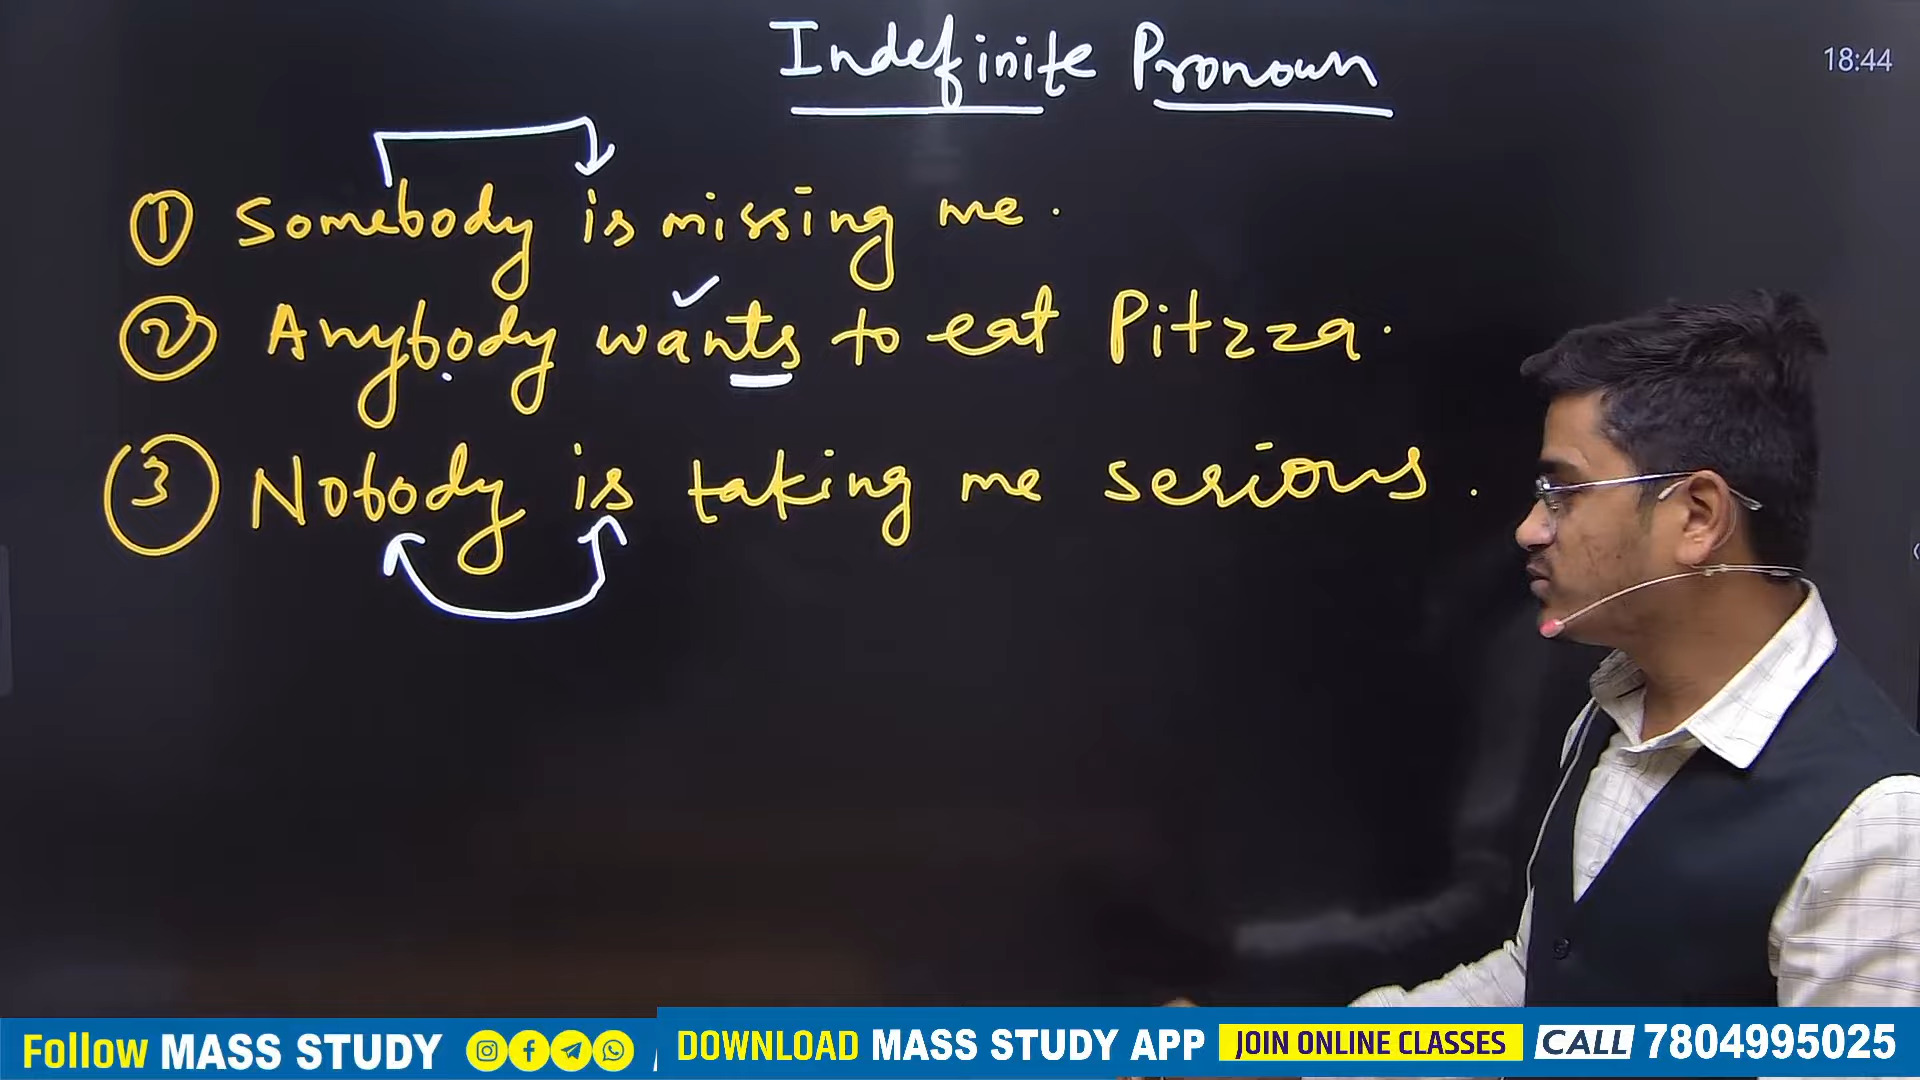 Indefinite Pronoun
18:44
① Somebody is missing me.
② Anybody wants to eat Pitzza.
③ Nobody is taking me serious.
Follow MASS STUDY DOWNLOAD MASS STUDY APP JOIN ONLINE CLASSES CALL 7804995025